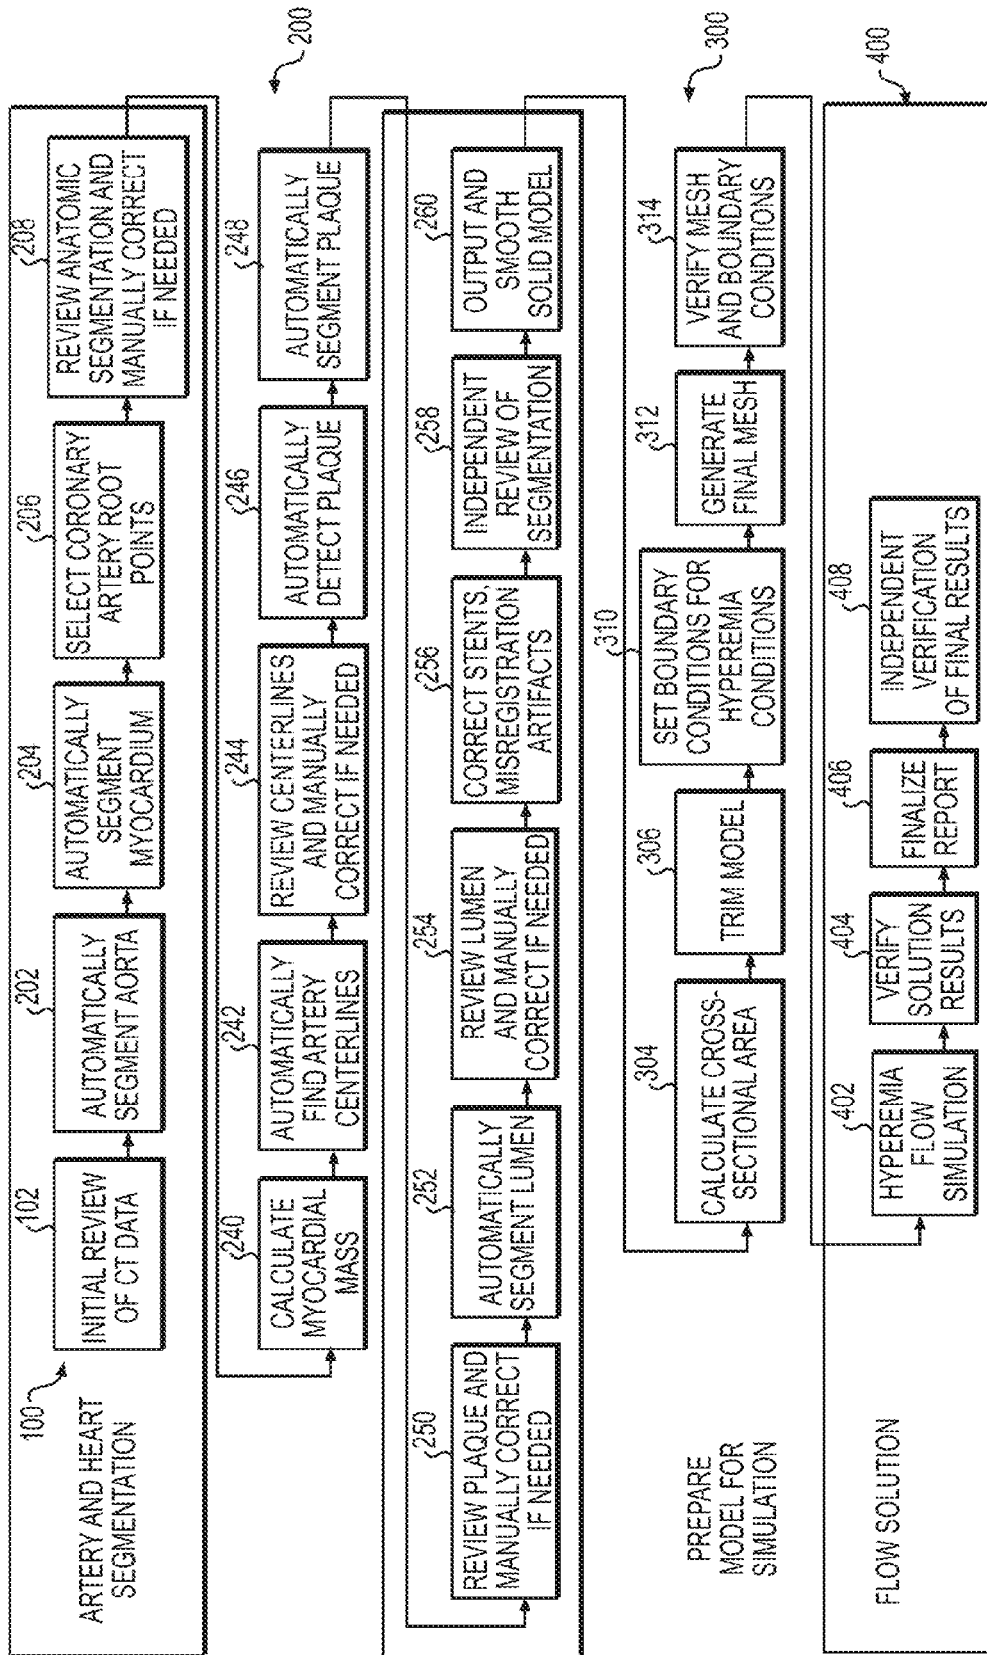 ARTERY AND HEART
SEGMENTATION
100
102
INITIAL REVIEW
OF CT DATA
202
AUTOMATICALLY
SEGMENT AORTA
204
AUTOMATICALLY
SEGMENT
MYOCARDIUM
206
SELECT CORONARY
ARTERY ROOT
POINTS
208
REVIEW ANATOMIC
SEGMENTATION AND
MANUALLY CORRECT
IF NEEDED
200
240
CALCULATE
MYOCARDIAL
MASS
242
AUTOMATICALLY
FIND ARTERY
CENTERLINES
244
REVIEW CENTERLINES
AND MANUALLY
CORRECT IF NEEDED
246
AUTOMATICALLY
DETECT PLAQUE
248
AUTOMATICALLY
SEGMENT PLAQUE
250
REVIEW PLAQUE AND
MANUALLY CORRECT
IF NEEDED
252
AUTOMATICALLY
SEGMENT LUMEN
254
REVIEW LUMEN
AND MANUALLY
CORRECT IF NEEDED
256
CORRECT STENTS,
MISREGISTRATION
ARTIFACTS
258
INDEPENDENT
REVIEW OF
SEGMENTATION
260
OUTPUT AND
SMOOTH
SOLID MODEL
PREPARE
MODEL FOR
SIMULATION
300
304
CALCULATE CROSS-
SECTIONAL AREA
306
TRIM MODEL
310
SET BOUNDARY
CONDITIONS FOR
HYPEREMIA
CONDITIONS
312
GENERATE
FINAL MESH
314
VERIFY MESH
AND BOUNDARY
CONDITIONS
FLOW SOLUTION
400
402
HYPEREMIA
FLOW
SIMULATION
404
VERIFY
SOLUTION
RESULTS
406
FINALIZE
REPORT
408
INDEPENDENT
VERIFICATION
OF FINAL RESULTS